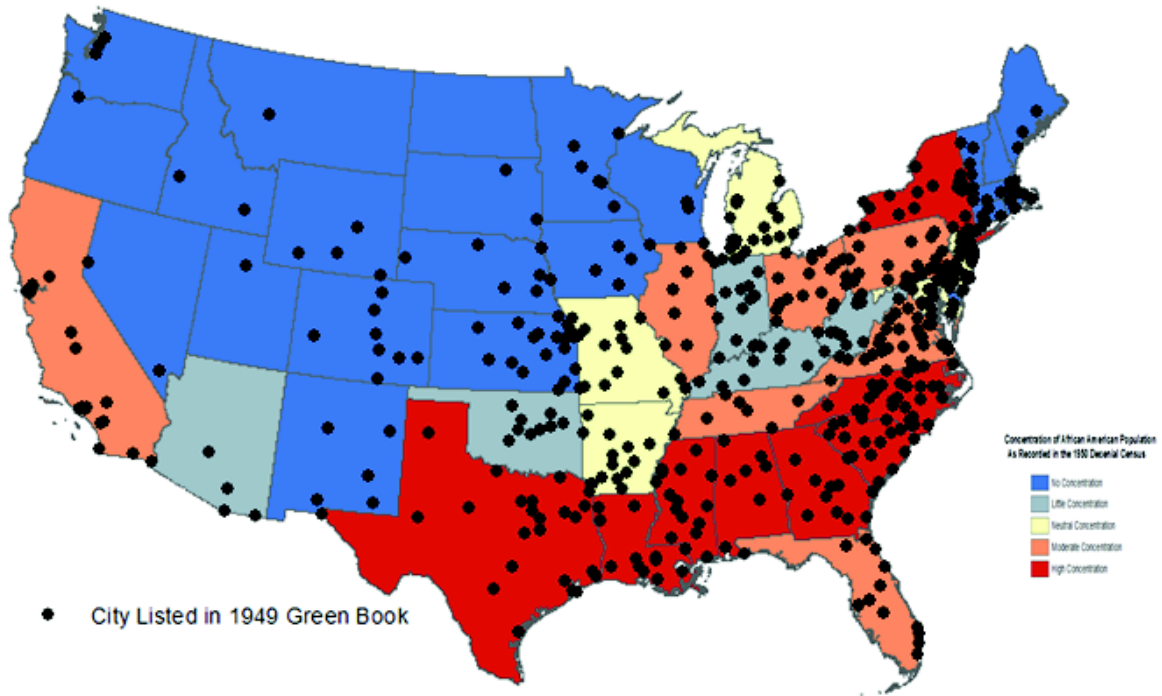 Concentration of African American Population
As Recorded in the 1950 Decenial Census
No Concentration
Little Concentration
Neutral Concentration
Moderate Concentration
High Concentration
City Listed in 1949 Green Book